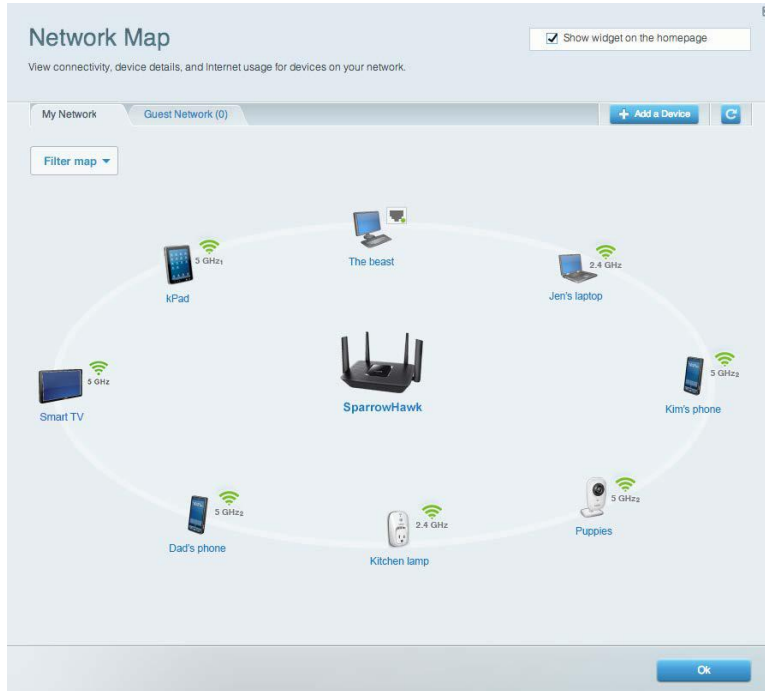 Network Map
Show widget on the homepage
View connectivity, device details, and Internet usage for devices on your network.
My Network
Guest Network (0)
+ Add a Device
Filter map
5 GHz1
The beast
2.4 GHz
kPad
Jen's laptop
5 GHz
5 GHz2
Smart TV
SparrowHawk
Kim's phone
5 GHz2
2.4 GHz
5 GHz2
Dad's phone
Kitchen lamp
Puppies
Ok